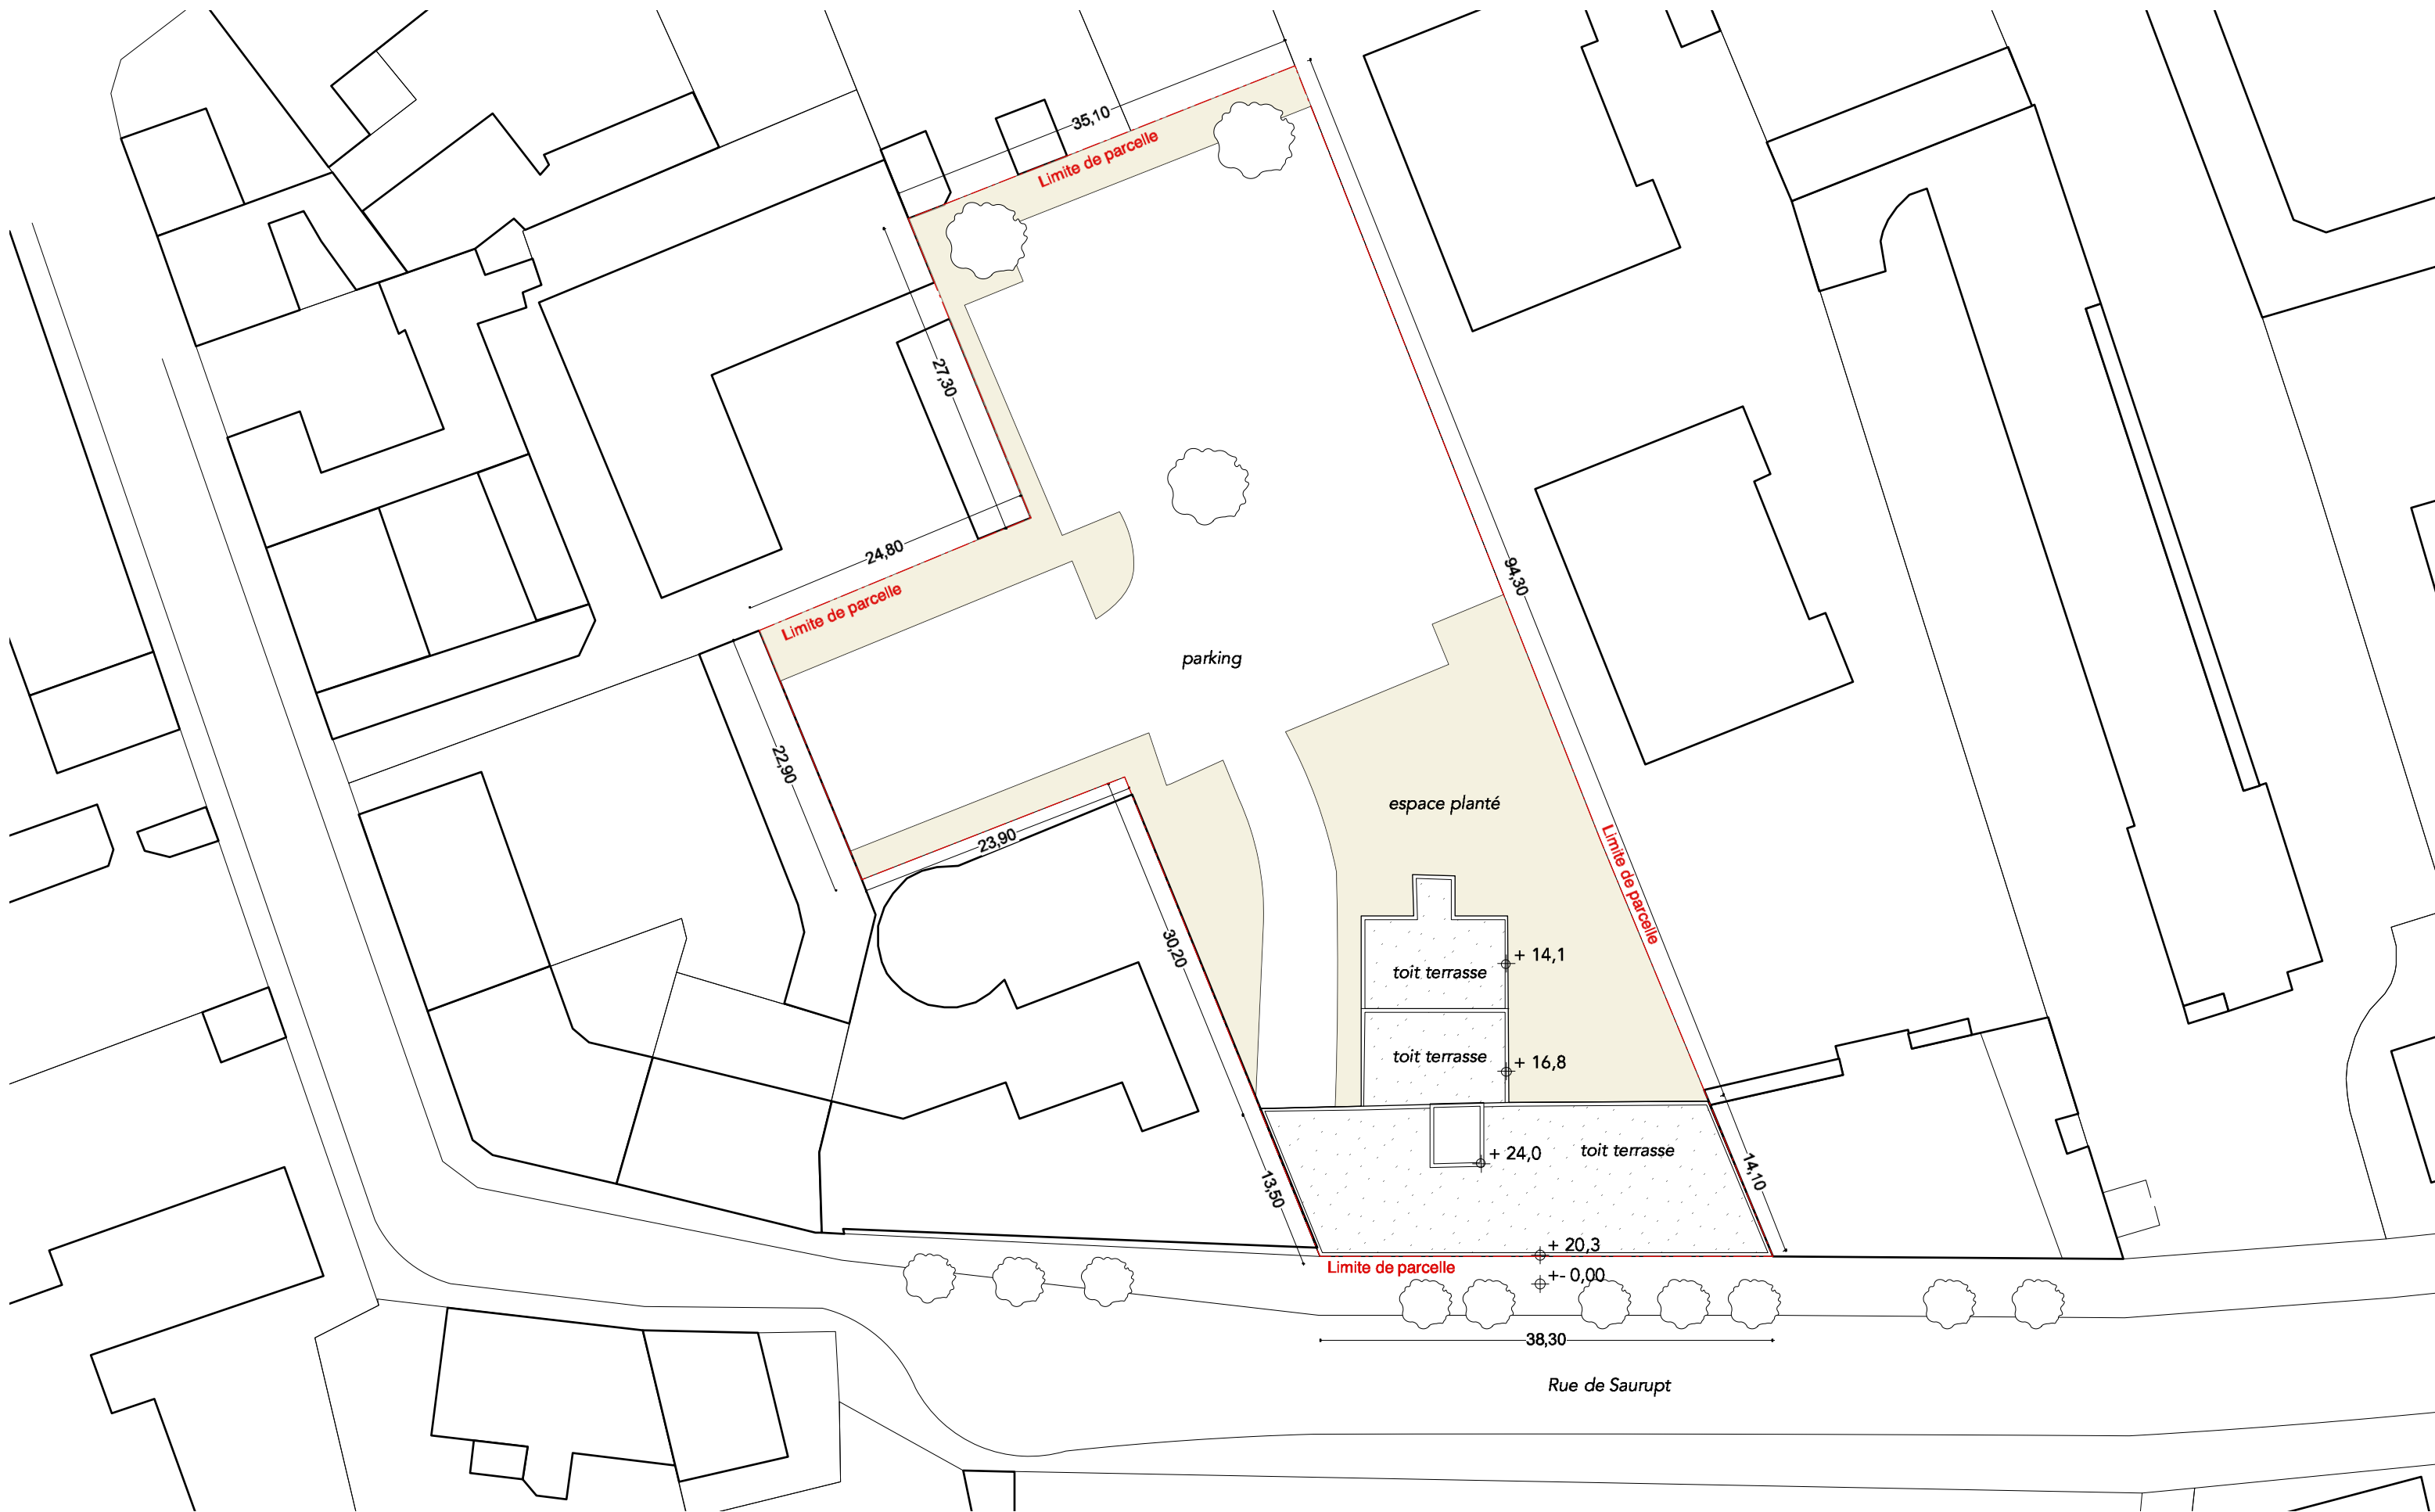 35,10
Limite de parcelle
27,30
24,80
94,30
Limite de parcelle
parking
22,90
espace planté
23,90
Limite de parcelle
30,20
+ 14,1
toit terrasse
toit terrasse
+ 16,8
toit terrasse
+ 24,0
14,10
13,50
+ 20,3
Limite de parcelle
+- 0,00
38,30
Rue de Saurupt